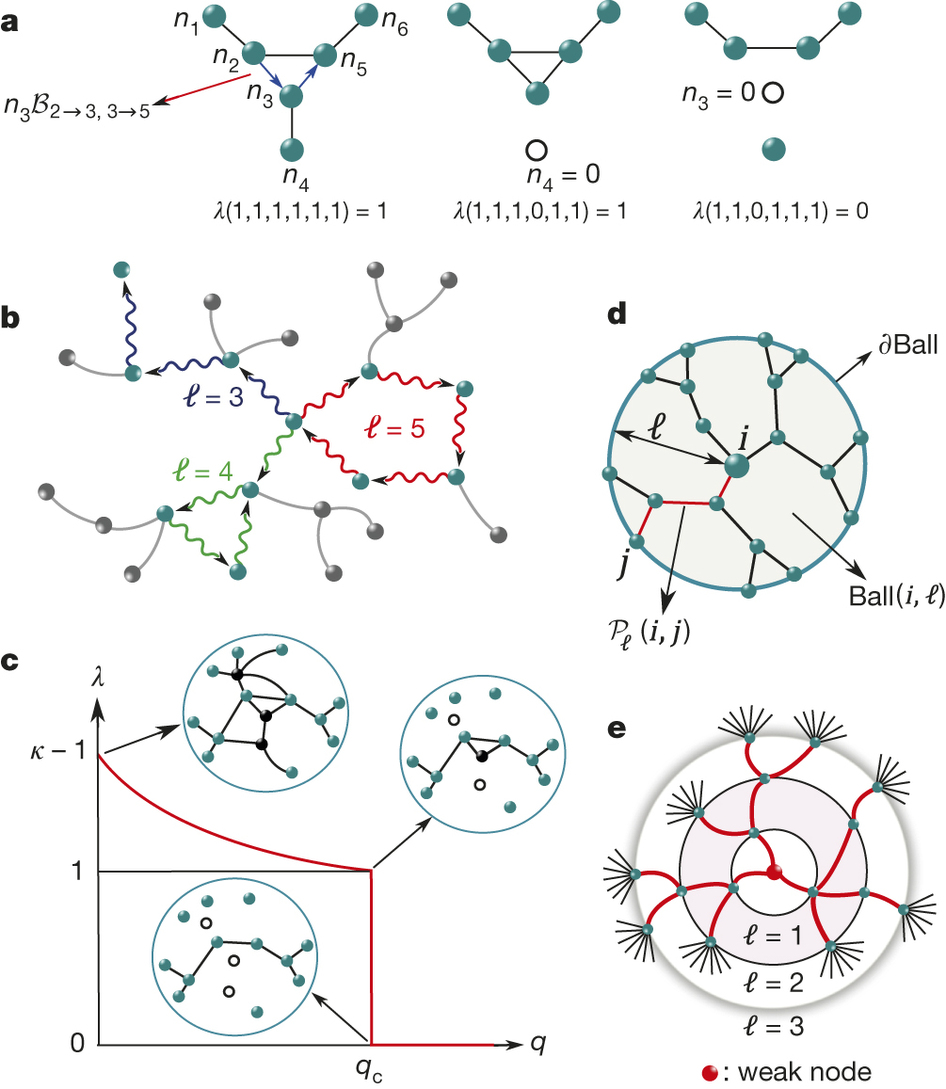 a
n₁
n₆
n₂
n₅
n₃
n₃ℬ₂→₃, ₃→₅
n₄
λ(1,1,1,1,1,1) = 1
n₄ = 0
λ(1,1,1,0,1,1) = 1
n₃ = 0
λ(1,1,0,1,1,1) = 0
b
ℓ = 3
ℓ = 5
ℓ = 4
d
∂Ball
ℓ
i
j
Ball(i, ℓ)
𝒫ℓ (i, j)
c
λ
κ − 1
1
0
q
q꜀
e
ℓ = 1
ℓ = 2
ℓ = 3
: weak node